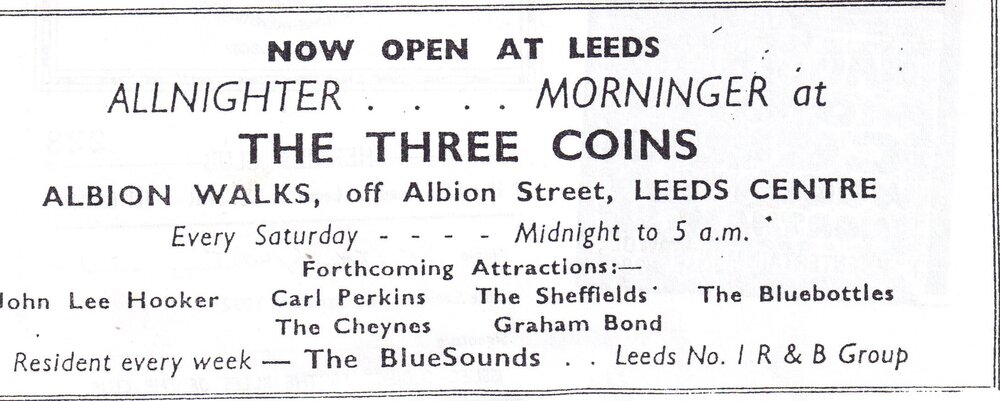 NOW OPEN AT LEEDS
ALLNIGHTER . . . . MORNINGER at
THE THREE COINS
ALBION WALKS, off Albion Street, LEEDS CENTRE
Every Saturday - - - - Midnight to 5 a.m.
Forthcoming Attractions:—
John Lee Hooker Carl Perkins The Sheffields The Bluebottles
The Cheynes Graham Bond
Resident every week — The BlueSounds . . Leeds No. 1 R & B Group